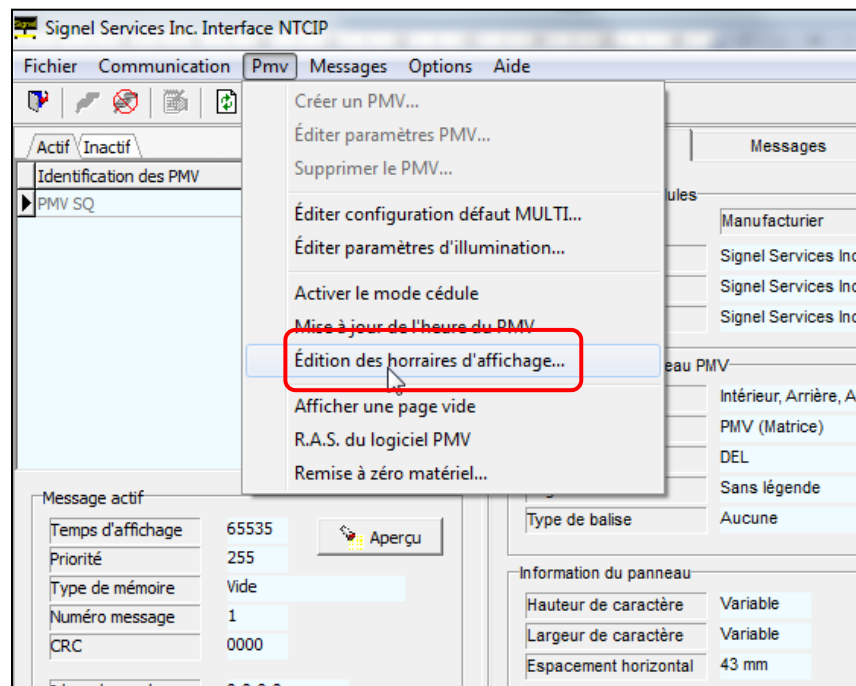 Signel Services Inc. Interface NTCIP
Fichier Communication Pmv Messages Options Aide
Créer un PMV...
Éditer paramètres PMV...
Supprimer le PMV...
Éditer configuration défaut MULTI...
Éditer paramètres d'illumination...
Activer le mode cédule
Mise à jour de l'heure du PMV
Édition des horraires d'affichage...
Afficher une page vide
R.A.S. du logiciel PMV
Remise à zéro matériel...
Actif Inactif
Identification des PMV
PMV SQ
Messages
Manufacturier
Signel Services Inc
Signel Services Inc
Signel Services Inc
eau PMV
Intérieur, Arrière, A
PMV (Matrice)
DEL
Sans légende
Type de balise Aucune
Message actif
Temps d'affichage 65535
Aperçu
Priorité 255
Type de mémoire Vide
Numéro message 1
CRC 0000
Information du panneau
Hauteur de caractère Variable
Largeur de caractère Variable
Espacement horizontal 43 mm